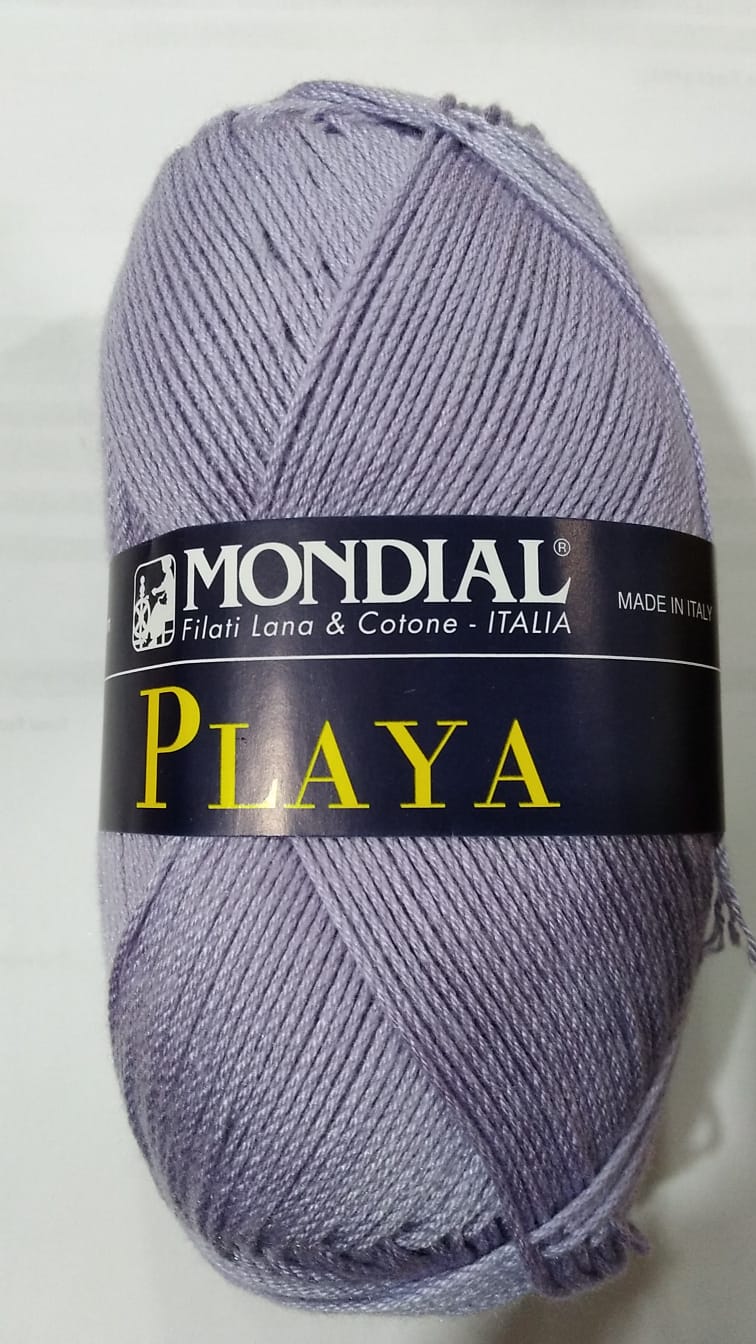 MONDIAL®
Filati Lana & Cotone - ITALIA
MADE IN ITALY
PLAYA